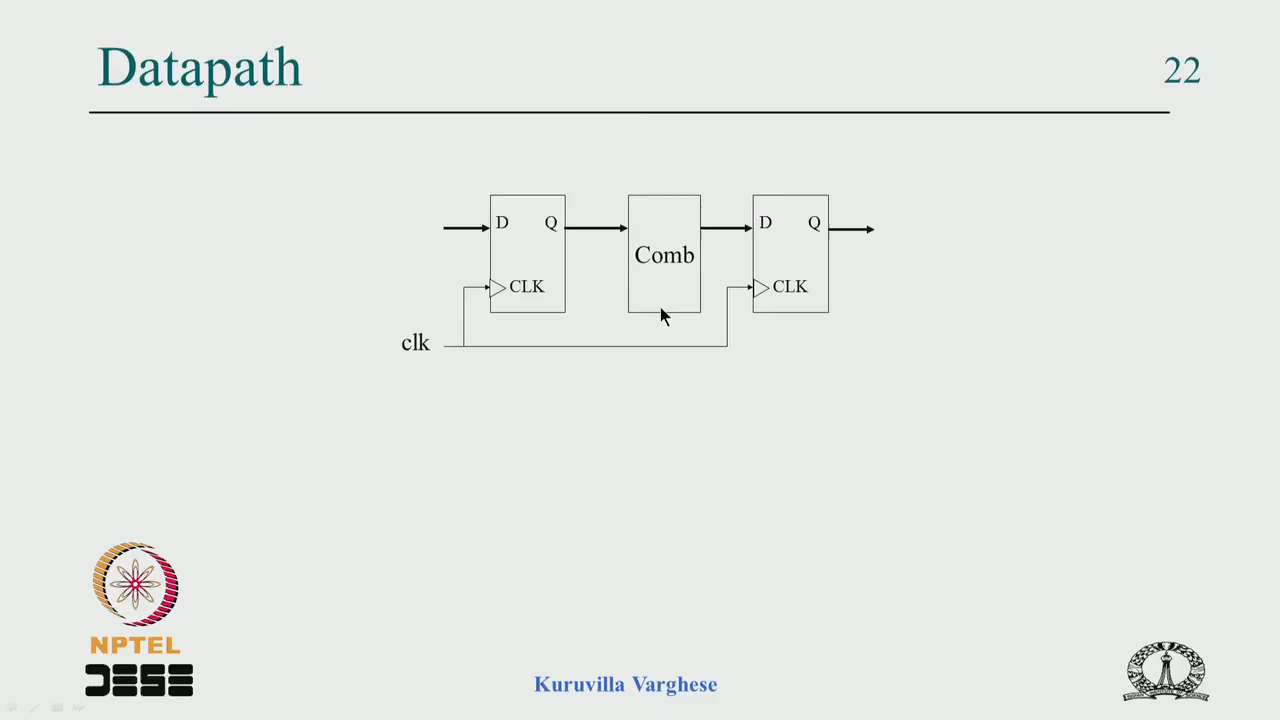 Datapath
22
D Q
Comb
D Q
CLK
CLK
clk
NPTEL
DESE
Kuruvilla Varghese